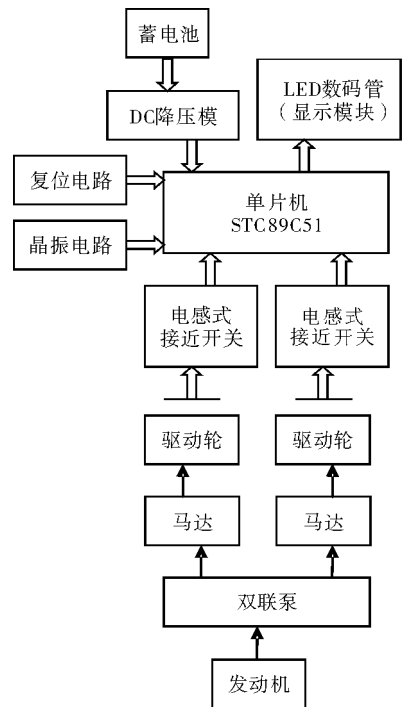 蓄电池
DC降压模
LED数码管
（显示模块）
复位电路
单片机
STC89C51
晶振电路
电感式
接近开关
电感式
接近开关
驱动轮
驱动轮
马达
马达
双联泵
发动机